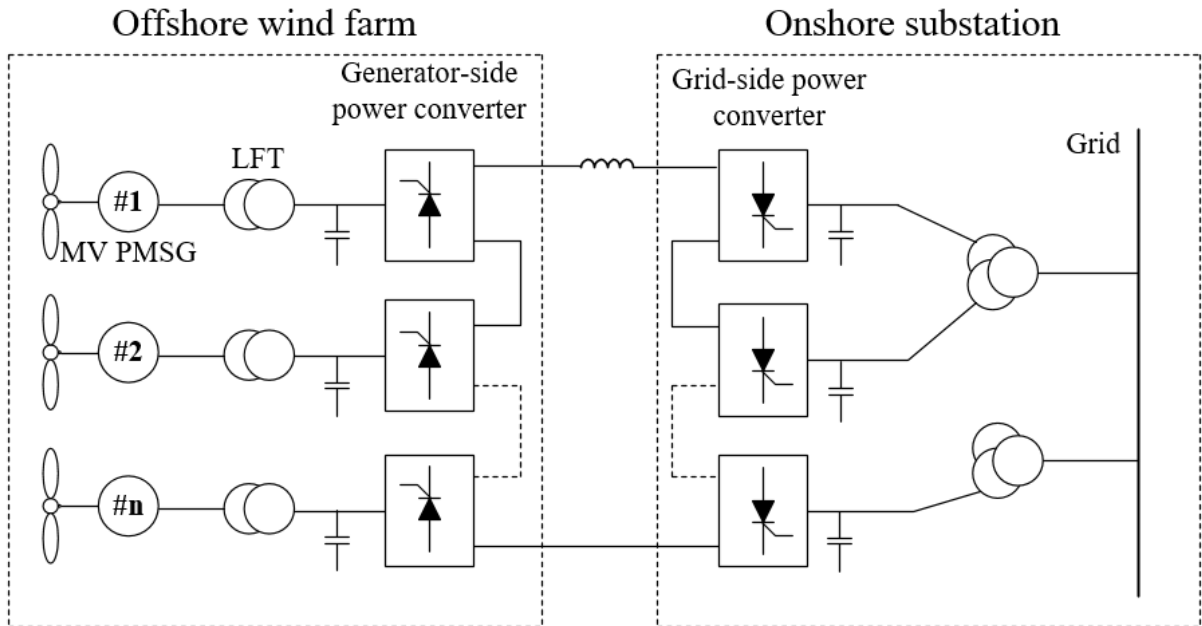 Offshore wind farm
Onshore substation
Generator-side
power converter
Grid-side power
converter
Grid
LFT
#1
MV PMSG
#2
#n